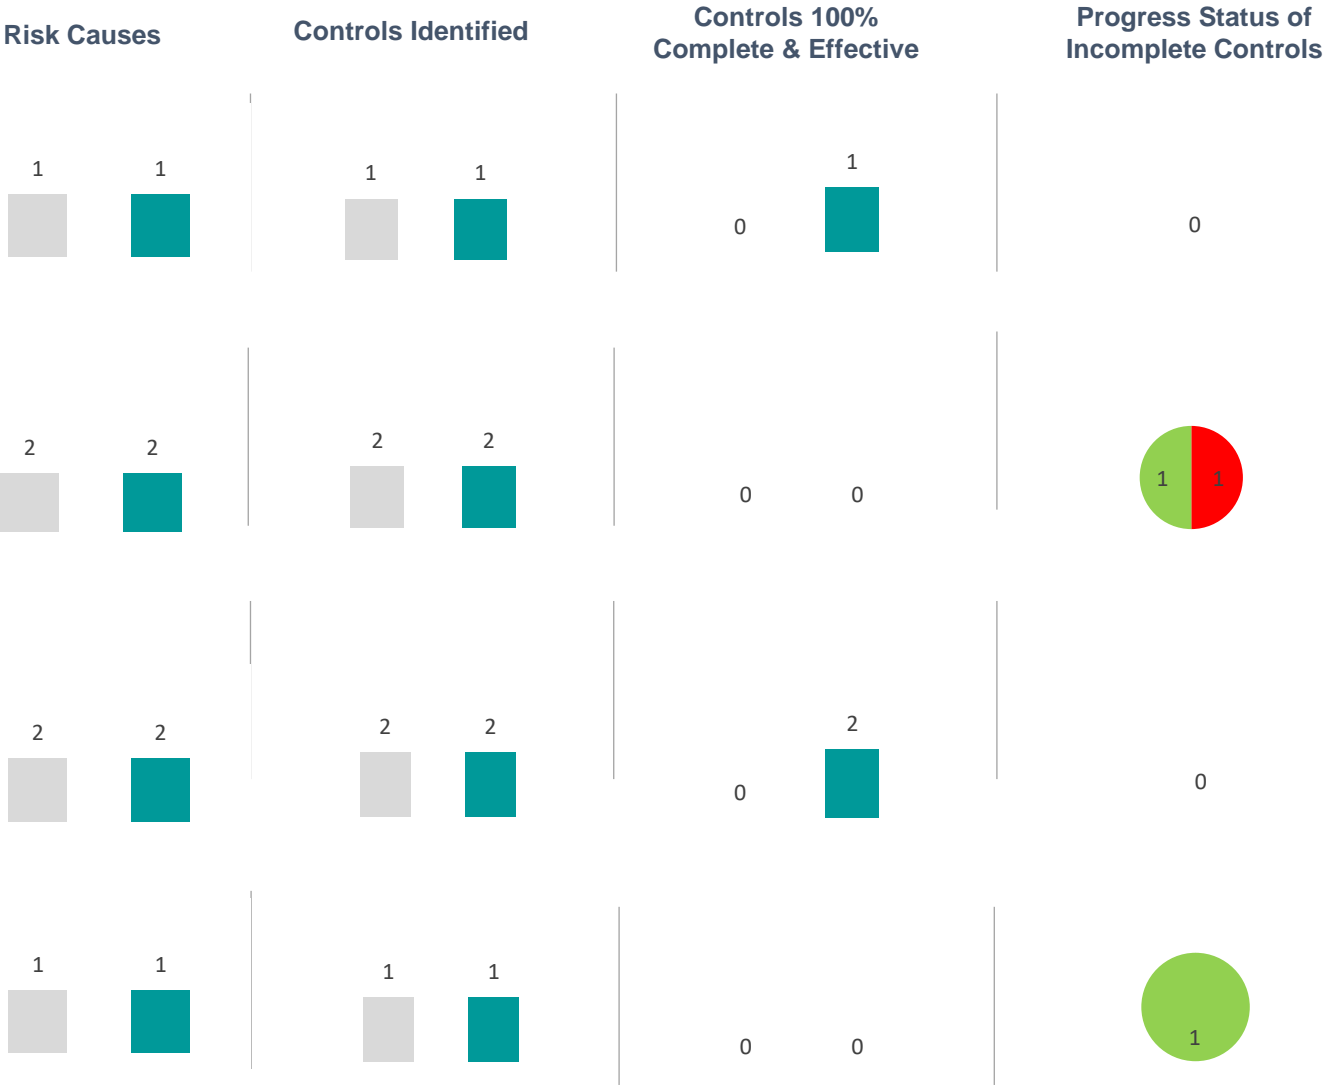 Risk Causes
Controls Identified
Controls 100%
Complete & Effective
Progress Status of
Incomplete Controls
1 1 1 1 0 1 0
2 2 2 2 0 0 1 1
2 2 2 2 0 2 0
1 1 1 1 0 0 1